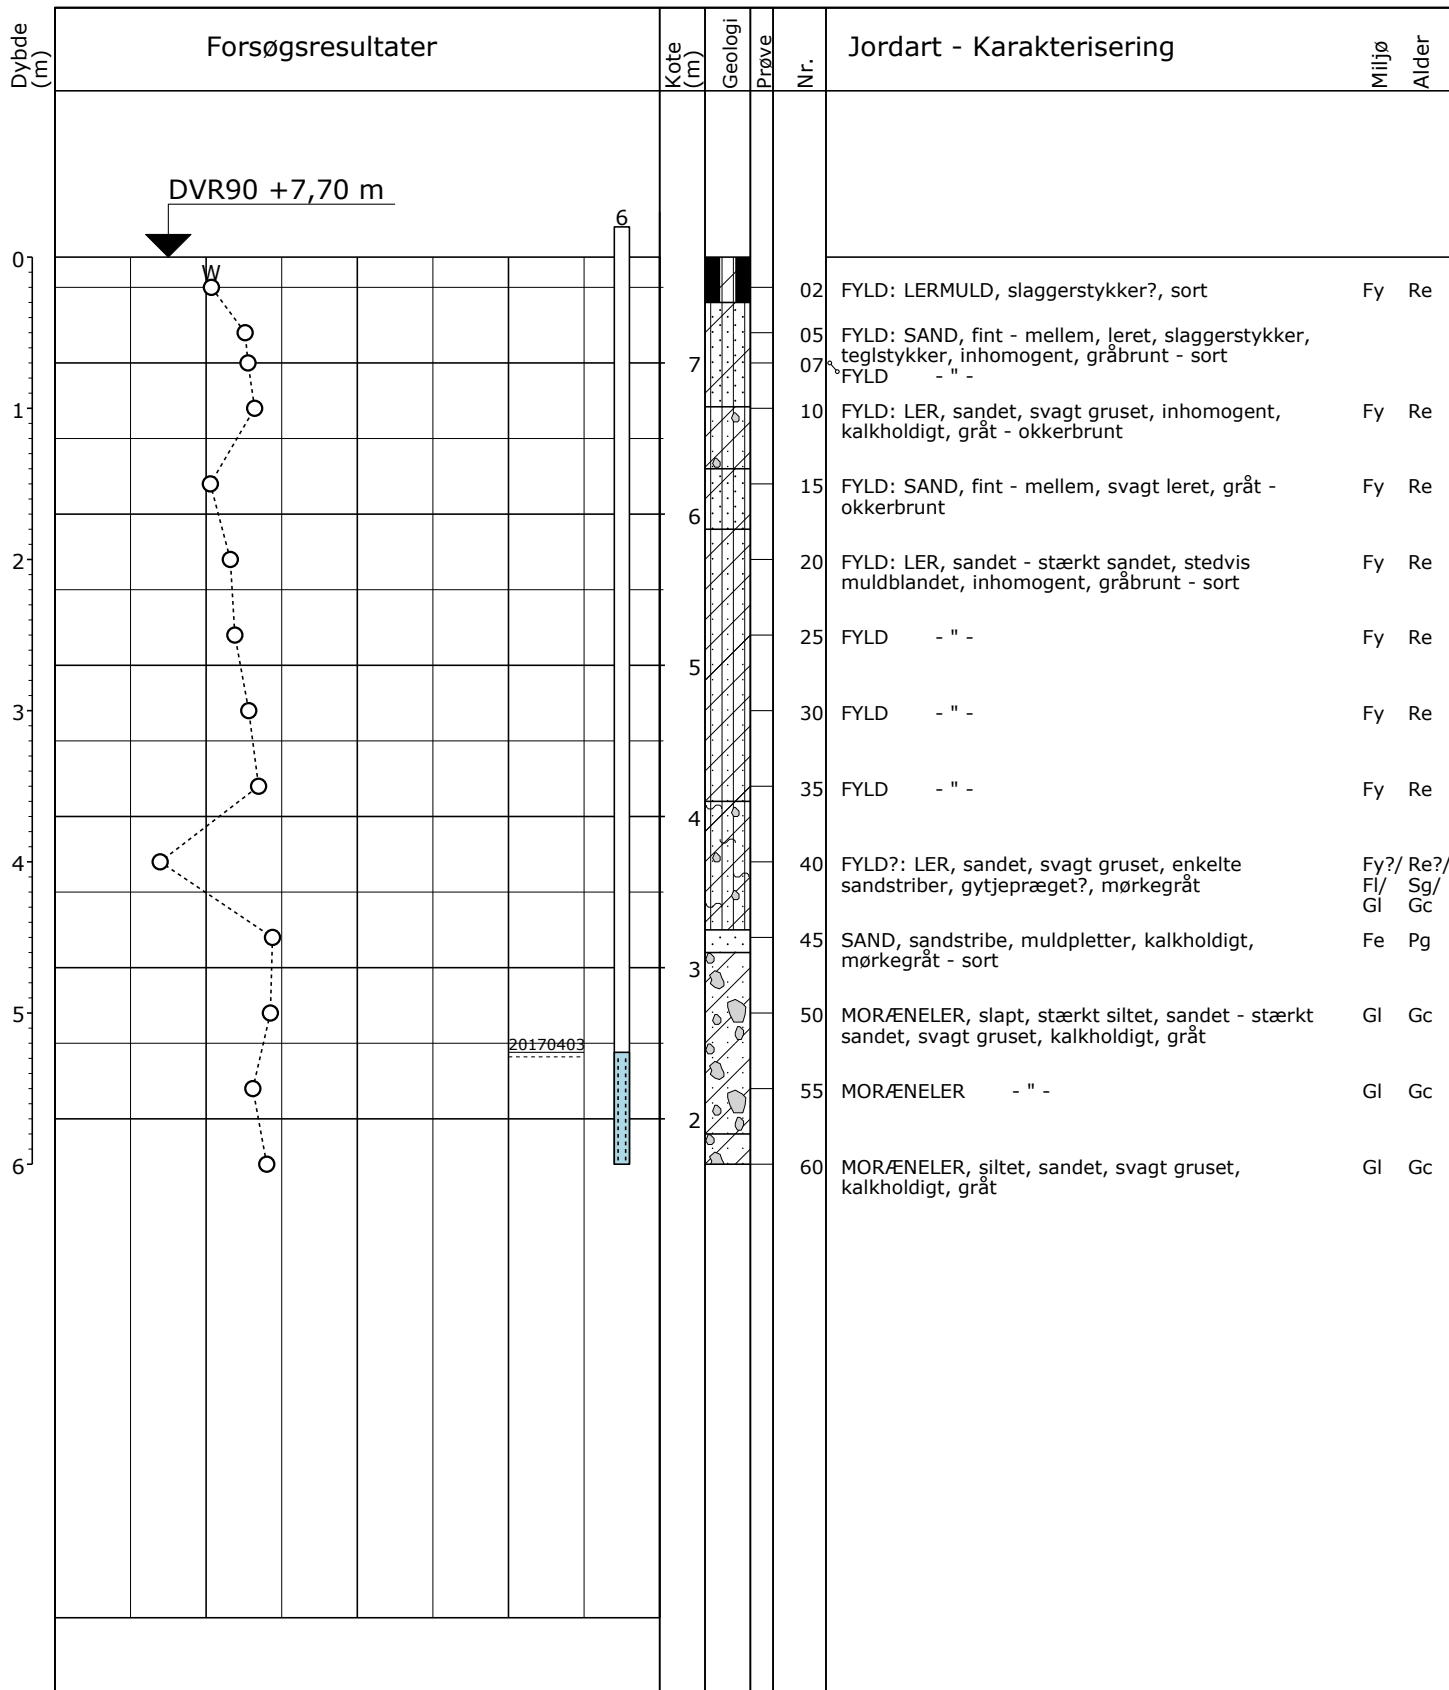 Dybde (m)
Forsøgsresultater
Kote (m)
Geologi
Prøve
Nr.
Jordart - Karakterisering
Miljø
Alder
DVR90 +7,70 m
6
0
W
02 FYLD: LERMULD, slaggerstykker?, sort Fy Re
05 FYLD: SAND, fint - mellem, leret, slaggerstykker,
teglstykker, inhomogent, gråbrunt - sort
7
07 FYLD - " -
1
10 FYLD: LER, sandet, svagt gruset, inhomogent, Fy Re
kalkholdigt, gråt - okkerbrunt
15 FYLD: SAND, fint - mellem, svagt leret, gråt - Fy Re
okkerbrunt
6
2
20 FYLD: LER, sandet - stærkt sandet, stedvis Fy Re
muldblandet, inhomogent, gråbrunt - sort
25 FYLD - " - Fy Re
5
3
30 FYLD - " - Fy Re
35 FYLD - " - Fy Re
4
4
40 FYLD?: LER, sandet, svagt gruset, enkelte Fy?/ Re?/
sandstriber, gytjepræget?, mørkegråt Fl/ Sg/
Gl Gc
45 SAND, sandstribe, muldpletter, kalkholdigt, Fe Pg
mørkegråt - sort
3
5
50 MORÆNELER, slapt, stærkt siltet, sandet - stærkt Gl Gc
sandet, svagt gruset, kalkholdigt, gråt
20170403
55 MORÆNELER - " - Gl Gc
2
6
60 MORÆNELER, siltet, sandet, svagt gruset, Gl Gc
kalkholdigt, gråt